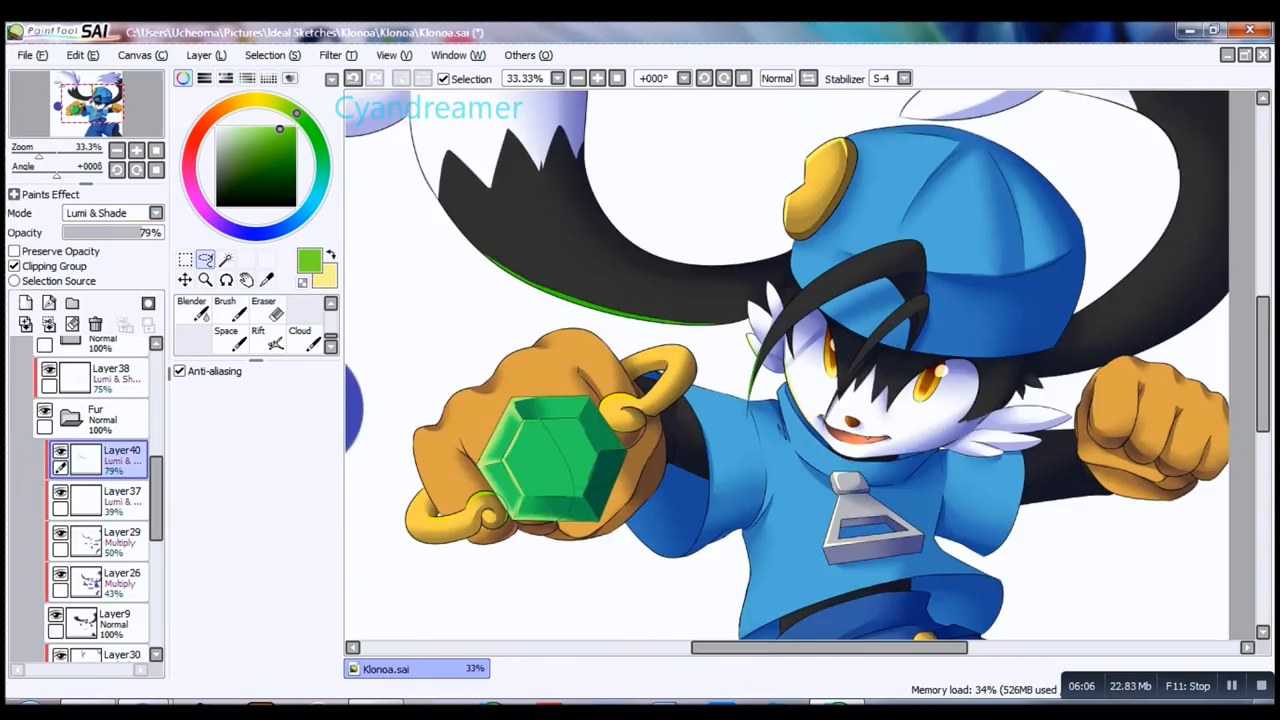 PaintTool SAI C:\Users\Ucheoma\Pictures\Ideal Sketches\Klonoa\Klonoa\Klonoa.sai (*)
File (F) Edit (E) Canvas (C) Layer (L) Selection (S) Filter (T) View (V) Window (W) Others (O)
Selection 33.33% +000° Normal Stabilizer S-4
Cyandreamer
Zoom 33.3%
Angle
Paints Effect
Mode Lumi & Shade
Opacity 79%
Preserve Opacity
Clipping Group
Selection Source
Blender Brush Eraser
Space Rift Cloud
Anti-aliasing
Normal
100%
Layer38
Lumi & Sh...
75%
Fur
Normal
100%
Layer40
Lumi & ...
79%
Layer37
Lumi & ...
39%
Layer29
Multiply
50%
Layer26
Multiply
43%
Layer9
Normal
100%
Layer30
Klonoa.sai 33%
Memory load: 34% (526MB used
06:06 22.83 Mb F11: Stop